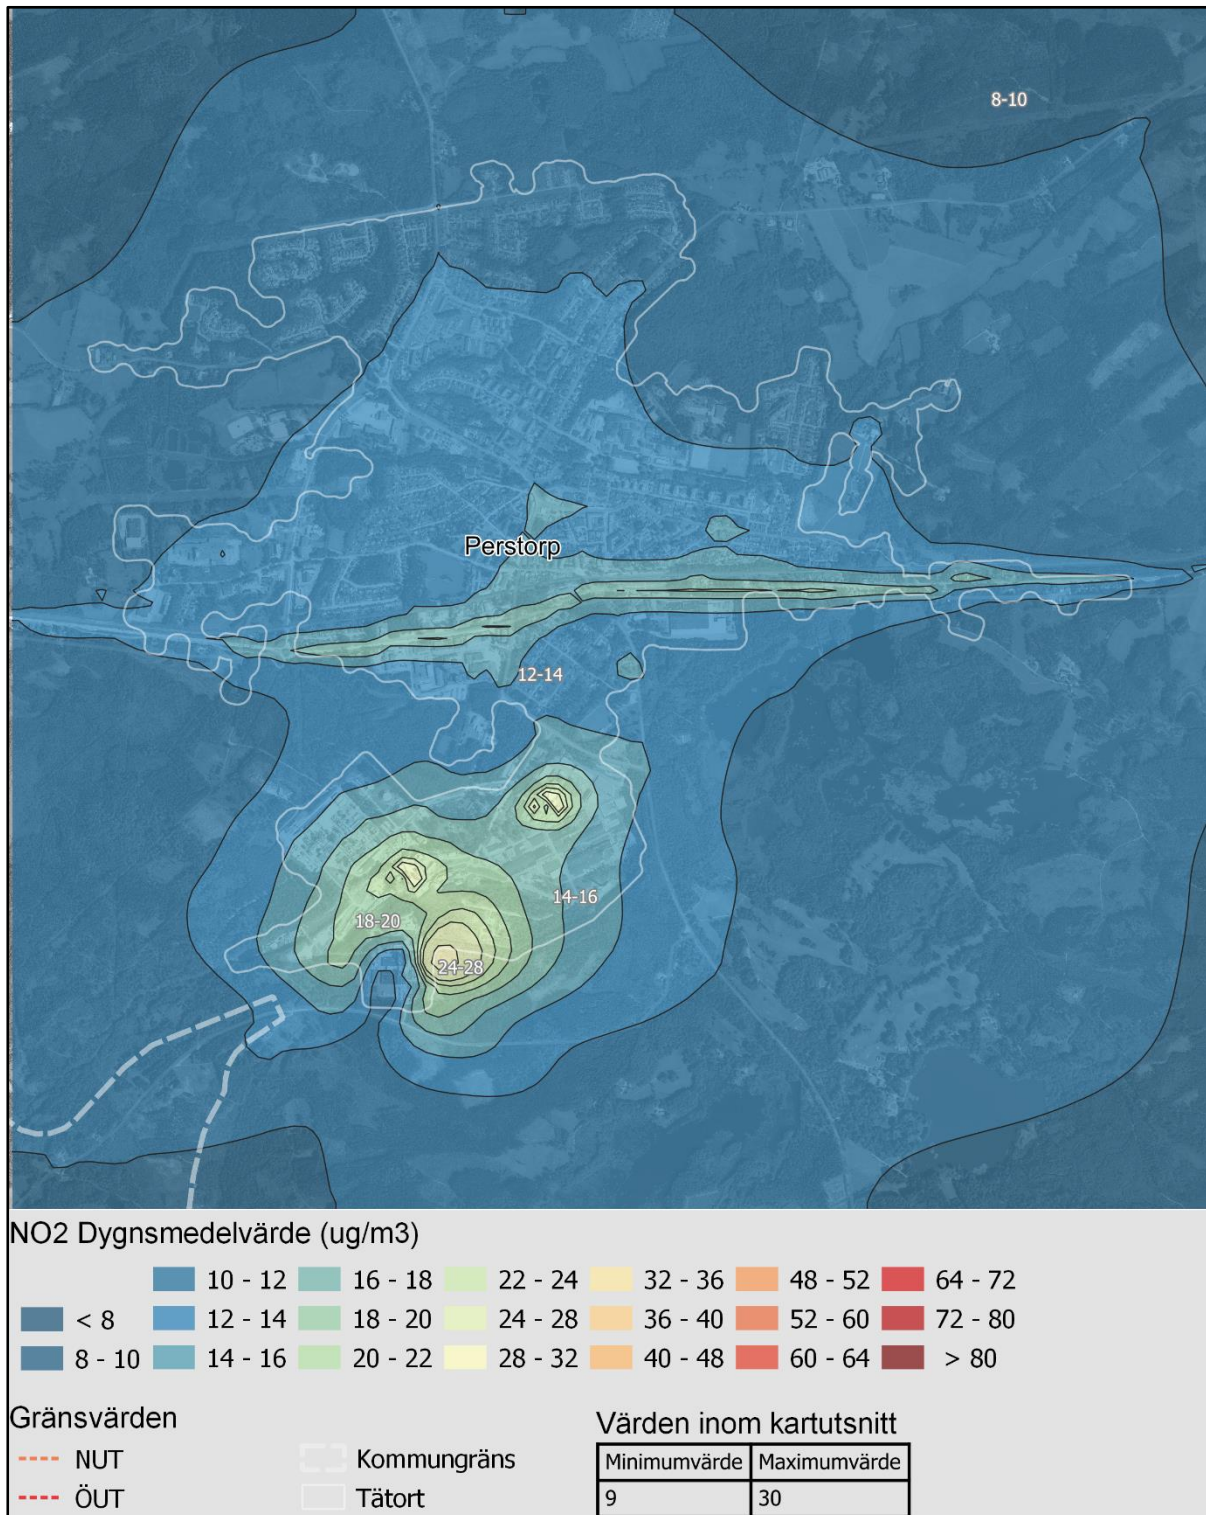 8-10
Perstorp
12-14
14-16
18-20
24-28
NO2 Dygnsmedelvärde (ug/m3)
10 - 12 16 - 18 22 - 24 32 - 36 48 - 52 64 - 72
< 8 12 - 14 18 - 20 24 - 28 36 - 40 52 - 60 72 - 80
8 - 10 14 - 16 20 - 22 28 - 32 40 - 48 60 - 64 > 80
Gränsvärden
NUT
ÖUT
Kommungräns
Tätort
Värden inom kartutsnitt
Minimumvärde Maximumvärde
9 30